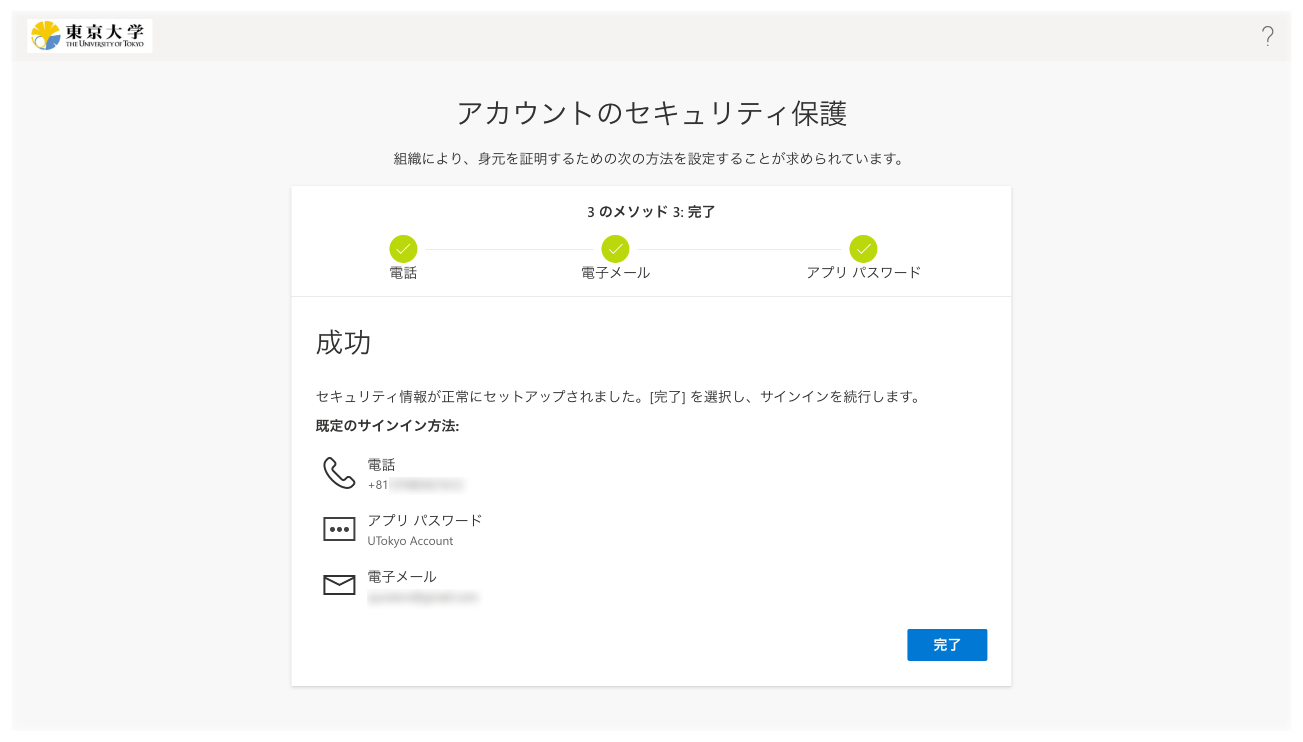 東京大学
THE UNIVERSITY OF TOKYO
?
アカウントのセキュリティ保護
組織により、身元を証明するための次の方法を設定することが求められています。
3 のメソッド 3: 完了
電話
電子メール
アプリ パスワード
成功
セキュリティ情報が正常にセットアップされました。[完了] を選択し、サインインを続行します。
既定のサインイン方法:
電話
+81
アプリ パスワード
UTokyo Account
電子メール
完了